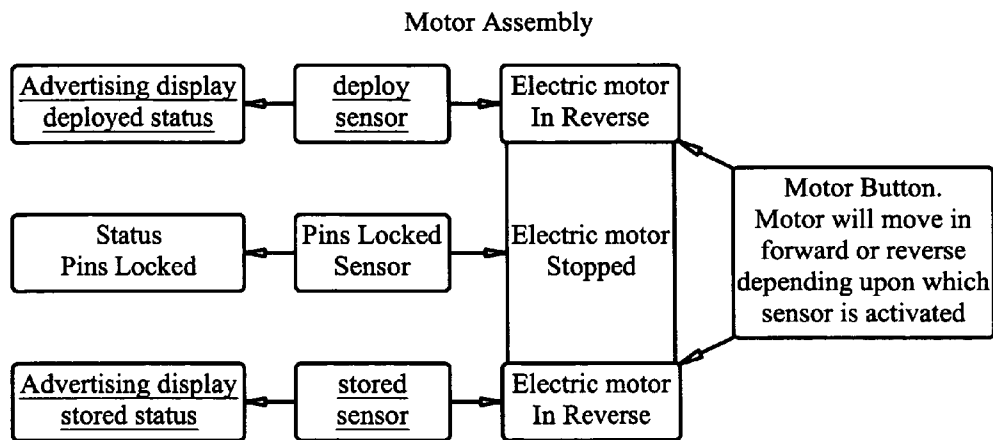 Motor Assembly
Advertising display
deployed status
deploy
sensor
Electric motor
In Reverse
Status
Pins Locked
Pins Locked
Sensor
Electric motor
Stopped
Motor Button.
Motor will move in
forward or reverse
depending upon which
sensor is activated
Advertising display
stored status
stored
sensor
Electric motor
In Reverse